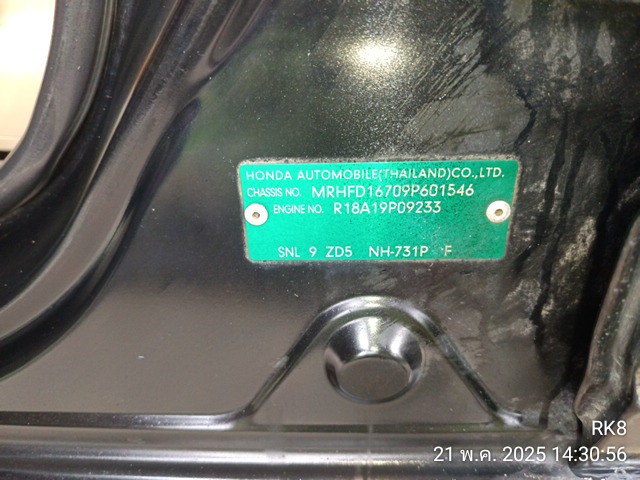 HONDA AUTOMOBILE(THAILAND)CO.,LTD.
CHASSIS NO. MRHFD16709P601546
ENGINE NO. R18A19P09233
SNL 9 ZD5 NH-731P F
RK8
21 พ.ค. 2025 14:30:56